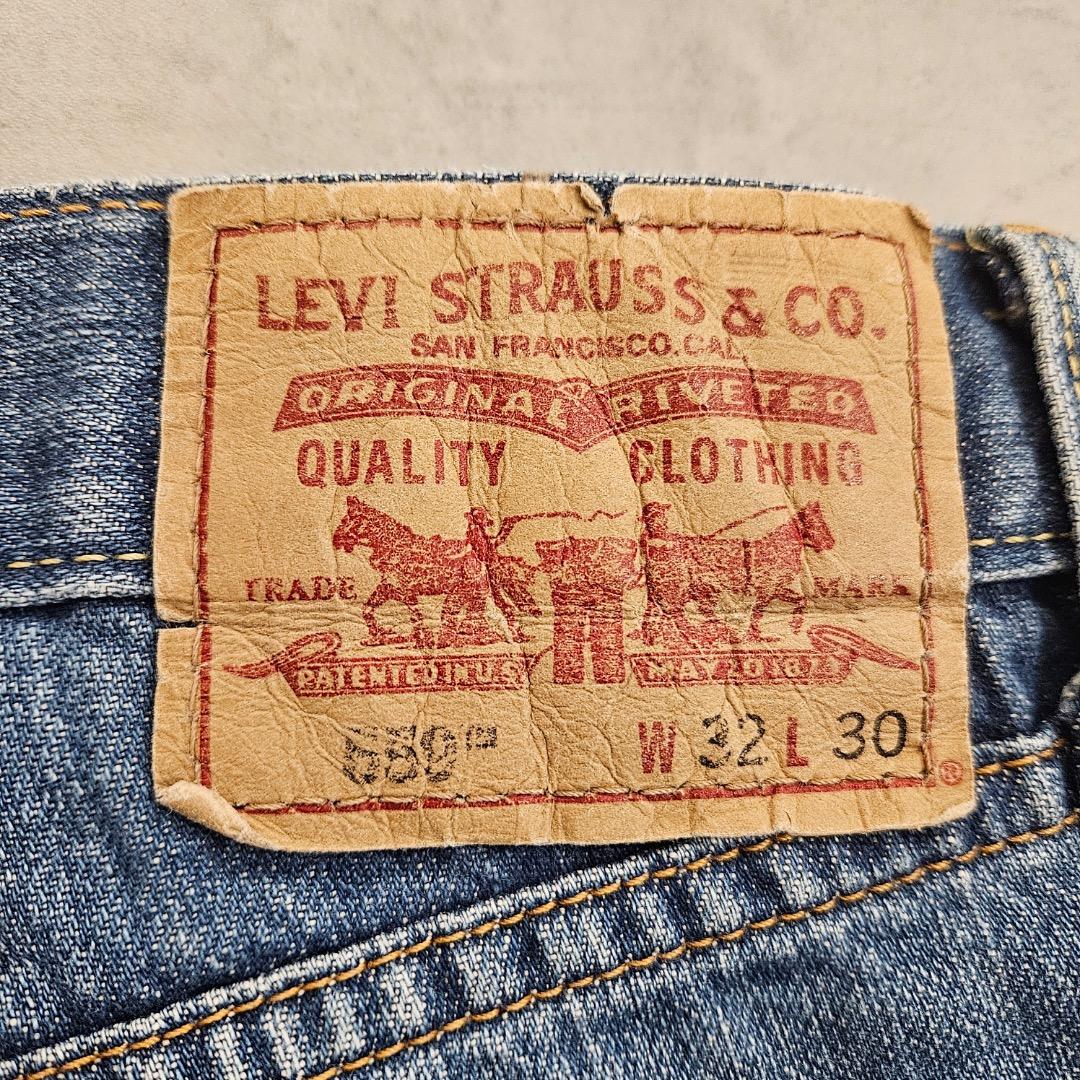 LEVI STRAUSS & CO.
SAN FRANCISCO. CAL.
ORIGINAL RIVETED
QUALITY CLOTHING
TRADE MARK
PATENTED IN U.S. MAY 20 1873
™ W 32 L 30
®